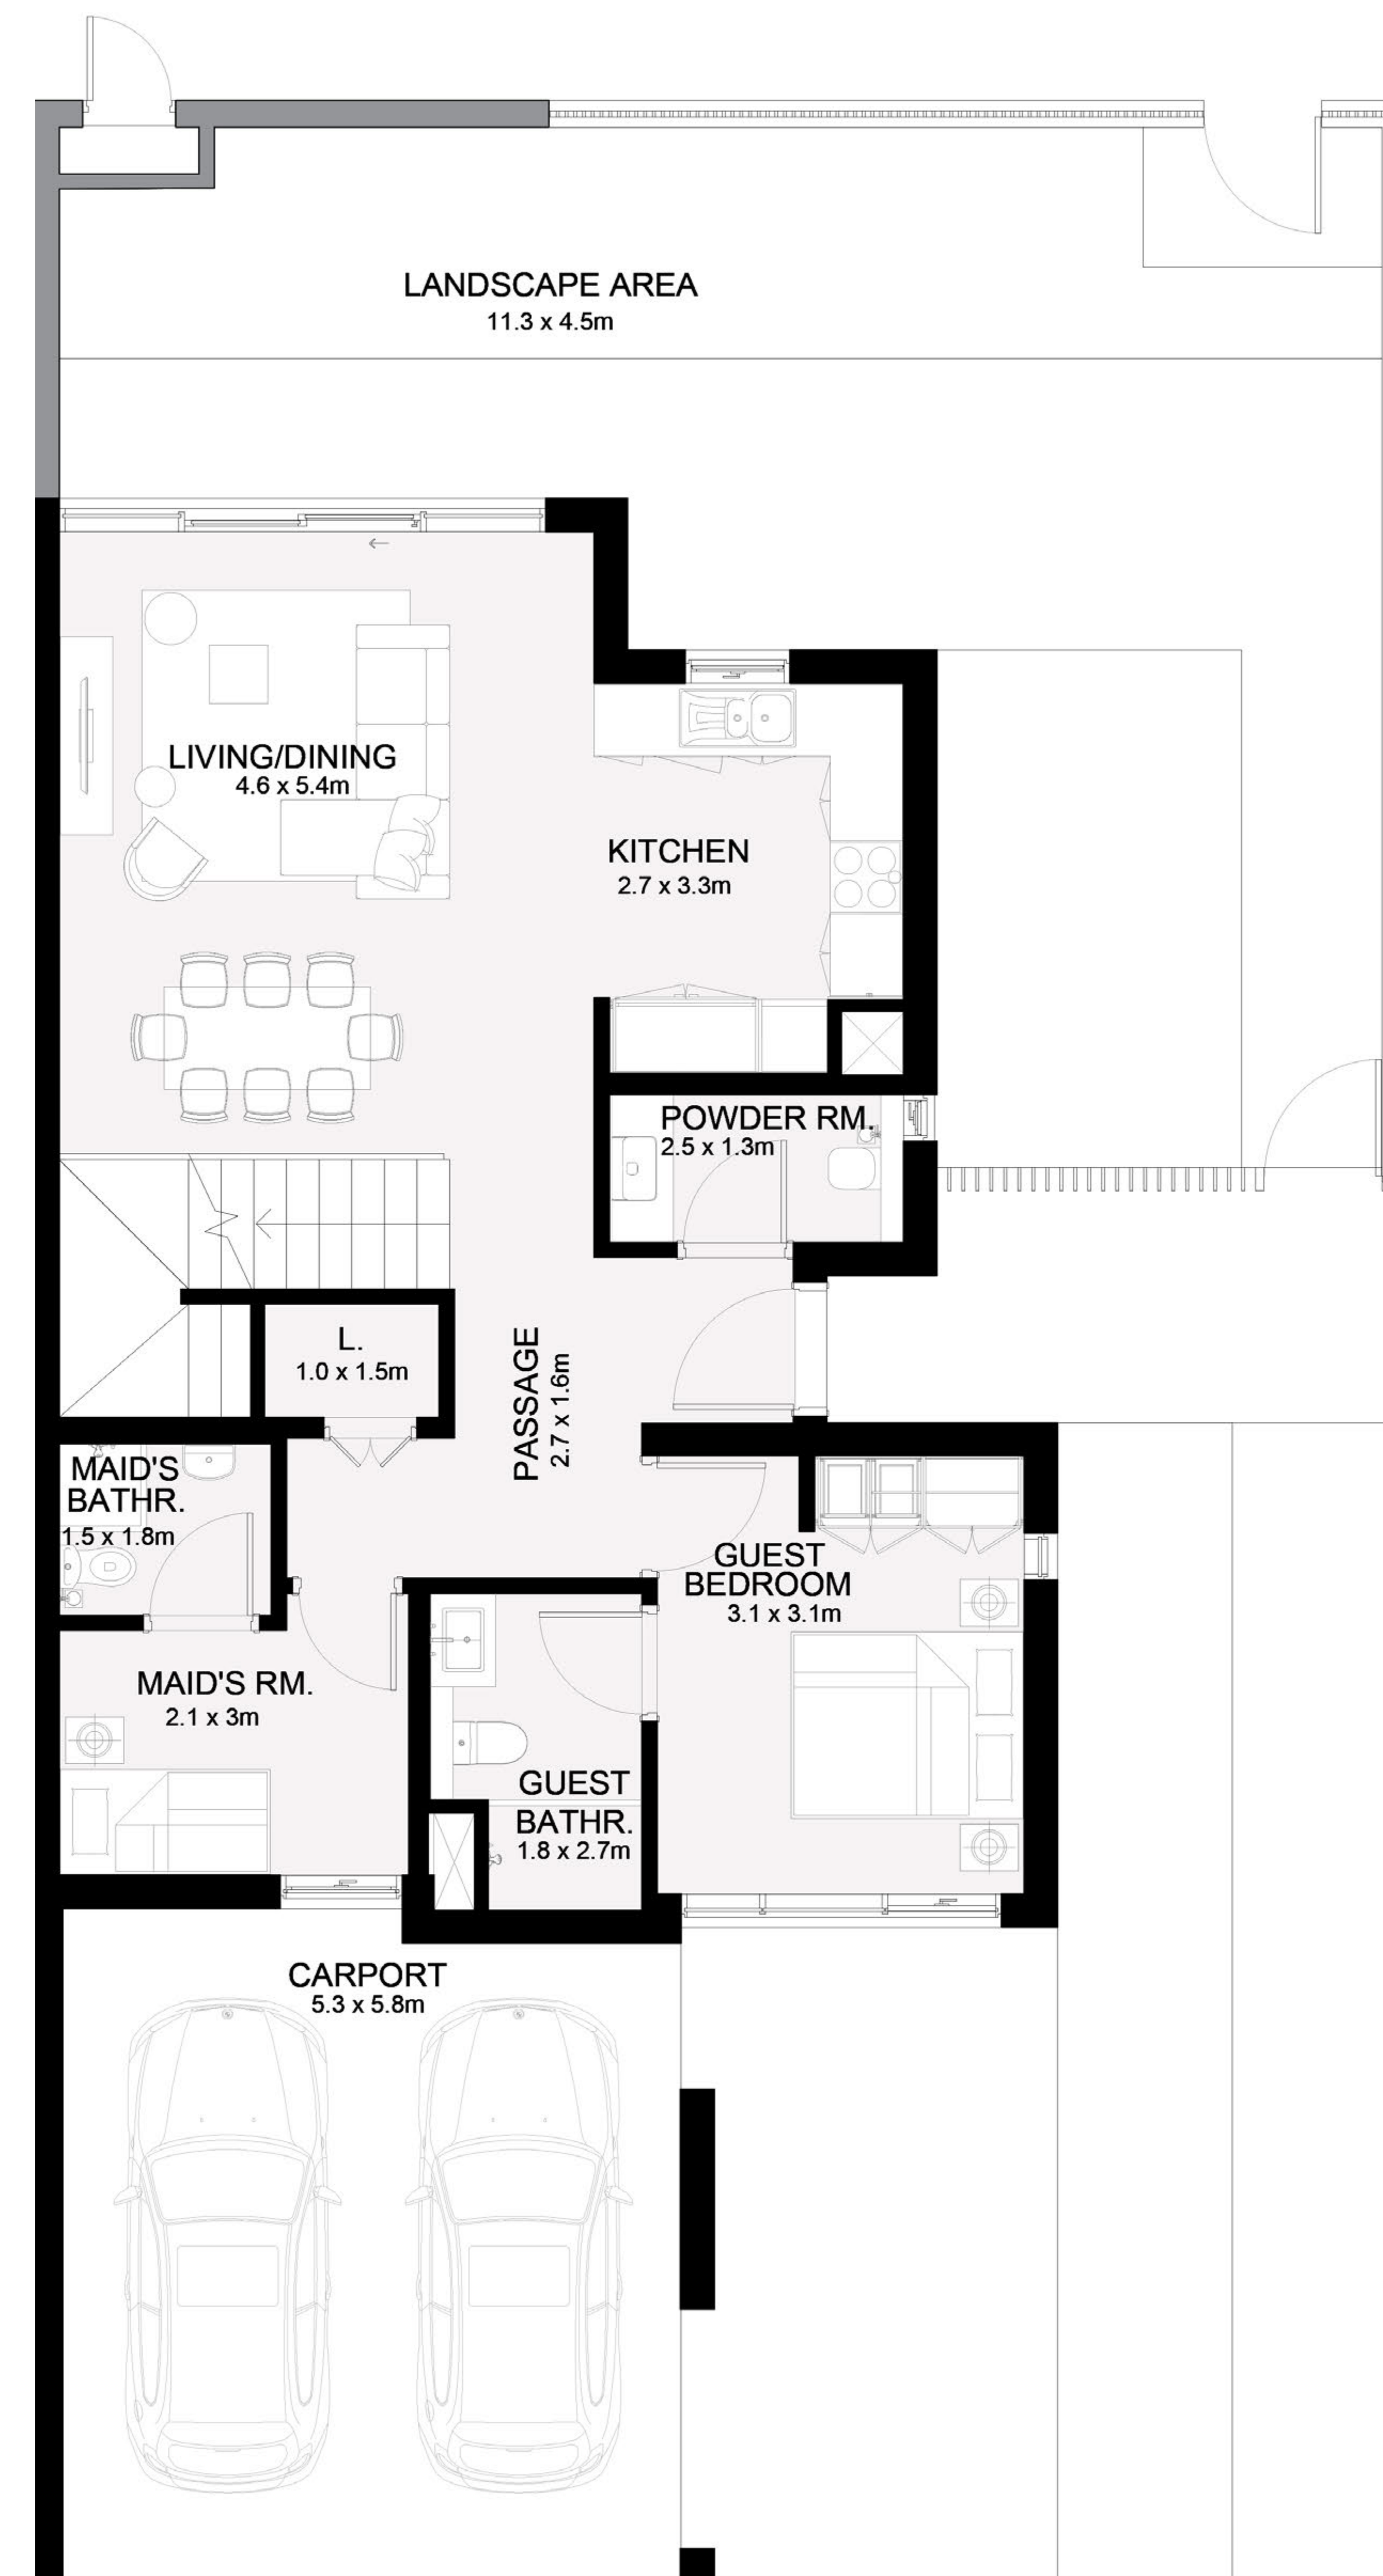 LANDSCAPE AREA
11.3 x 4.5m
LIVING/DINING
4.6 x 5.4m
KITCHEN
2.7 x 3.3m
POWDER RM.
2.5 x 1.3m
L.
1.0 x 1.5m
PASSAGE
2.7 x 1.6m
MAID'S
BATHR.
1.5 x 1.8m
GUEST
BEDROOM
3.1 x 3.1m
MAID'S RM.
2.1 x 3m
GUEST
BATHR.
1.8 x 2.7m
CARPORT
5.3 x 5.8m